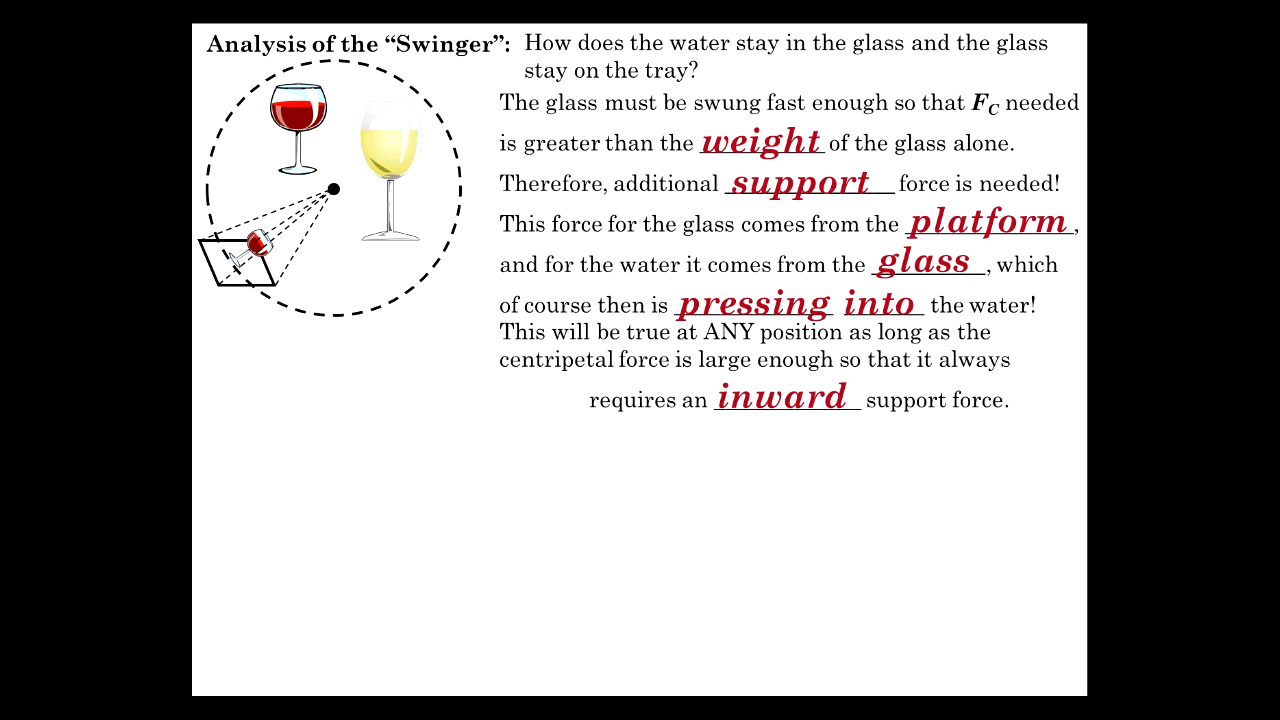 Analysis of the “Swinger”: How does the water stay in the glass and the glass
stay on the tray?
The glass must be swung fast enough so that FC needed
is greater than the weight of the glass alone.
Therefore, additional support force is needed!
This force for the glass comes from the platform,
and for the water it comes from the glass, which
of course then is pressing into the water!
This will be true at ANY position as long as the
centripetal force is large enough so that it always
requires an inward support force.